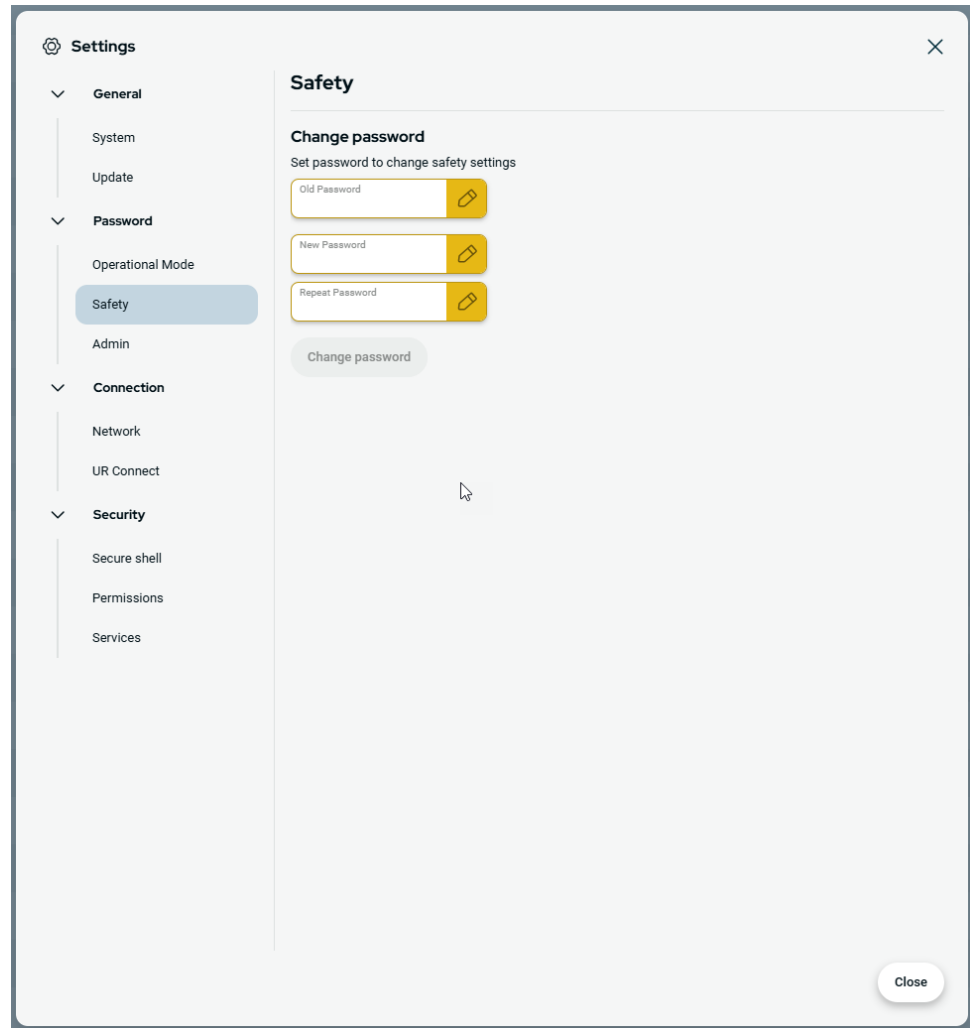 Settings
General
System
Update
Password
Operational Mode
Safety
Admin
Connection
Network
UR Connect
Security
Secure shell
Permissions
Services
Safety
Change password
Set password to change safety settings
Old Password
New Password
Repeat Password
Change password
Close